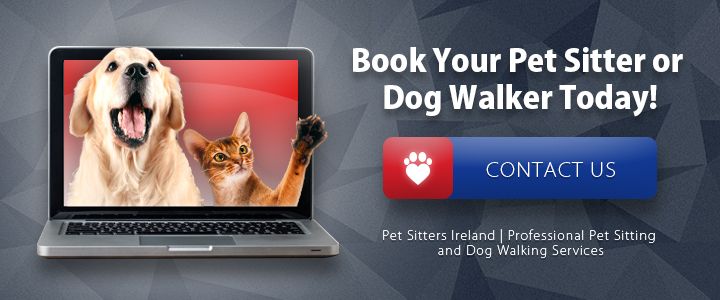 Book Your Pet Sitter or
Dog Walker Today!
CONTACT US
Pet Sitters Ireland | Professional Pet Sitting
and Dog Walking Services